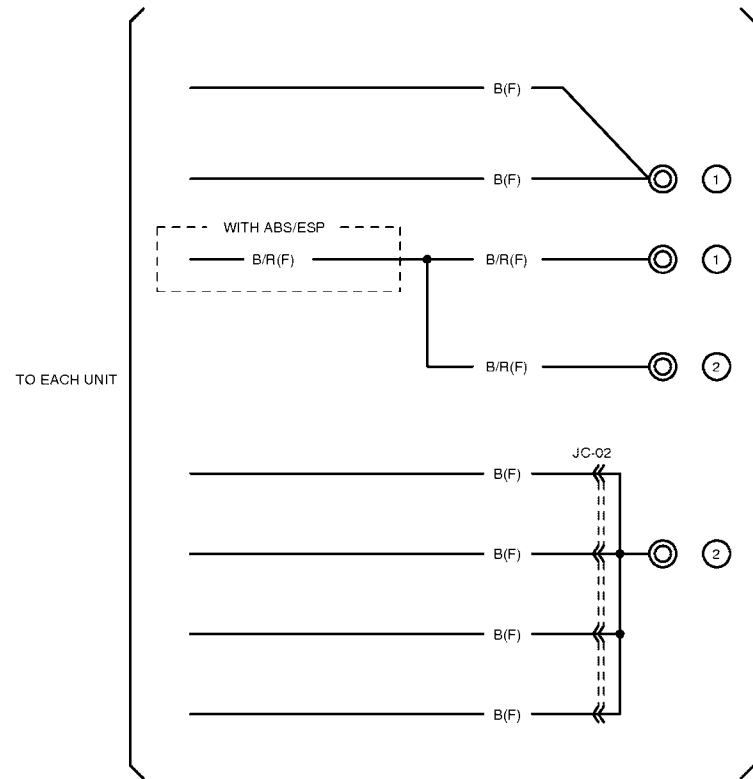 B(F)
B(F)
1
WITH ABS/ESP
B/R(F)
B/R(F)
1
B/R(F)
2
TO EACH UNIT
JC-02
B(F)
B(F)
2
B(F)
B(F)